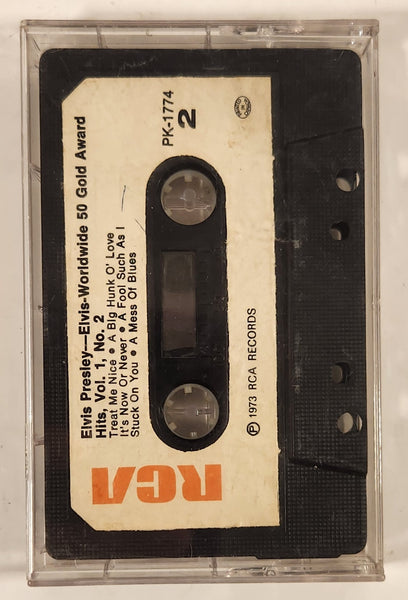 Elvis Presley—Elvis-Worldwide 50 Gold Award
Hits, Vol. 1, No. 2
Treat Me Nice • A Big Hunk O' Love
It's Now Or Never • A Fool Such As I
Stuck On You • A Mess Of Blues
PK-1774
2
RCA
Ⓟ 1973 RCA RECORDS